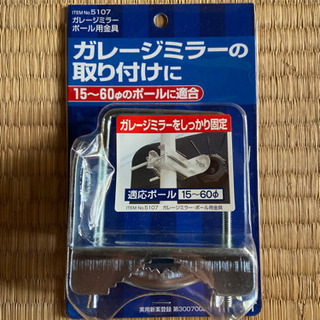 ITEM No 5107
ガレージミラー
ポール用金具
ガレージミラーの
取り付けに
15〜60φのポールに適合
ガレージミラーをしっかり固定
適応ポール 15〜60φ
ITEM No.5107 ガレージミラー・ポール用金具
実用新案登録